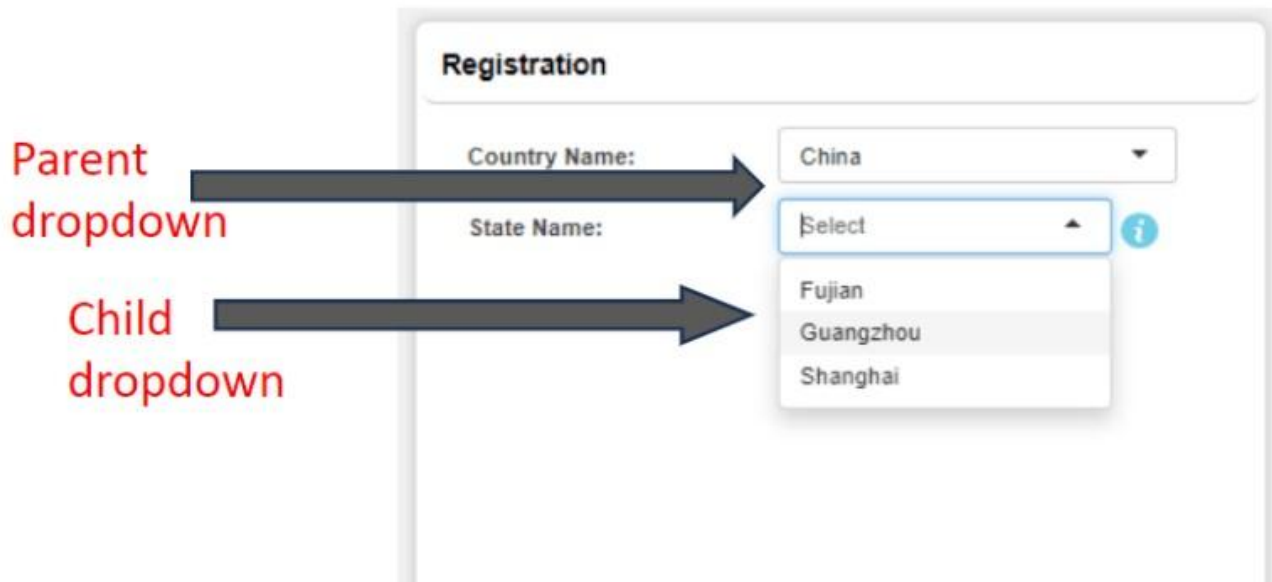 Registration
Parent
dropdown
Country Name:
China
State Name:
Select
i
Child
dropdown
Fujian
Guangzhou
Shanghai